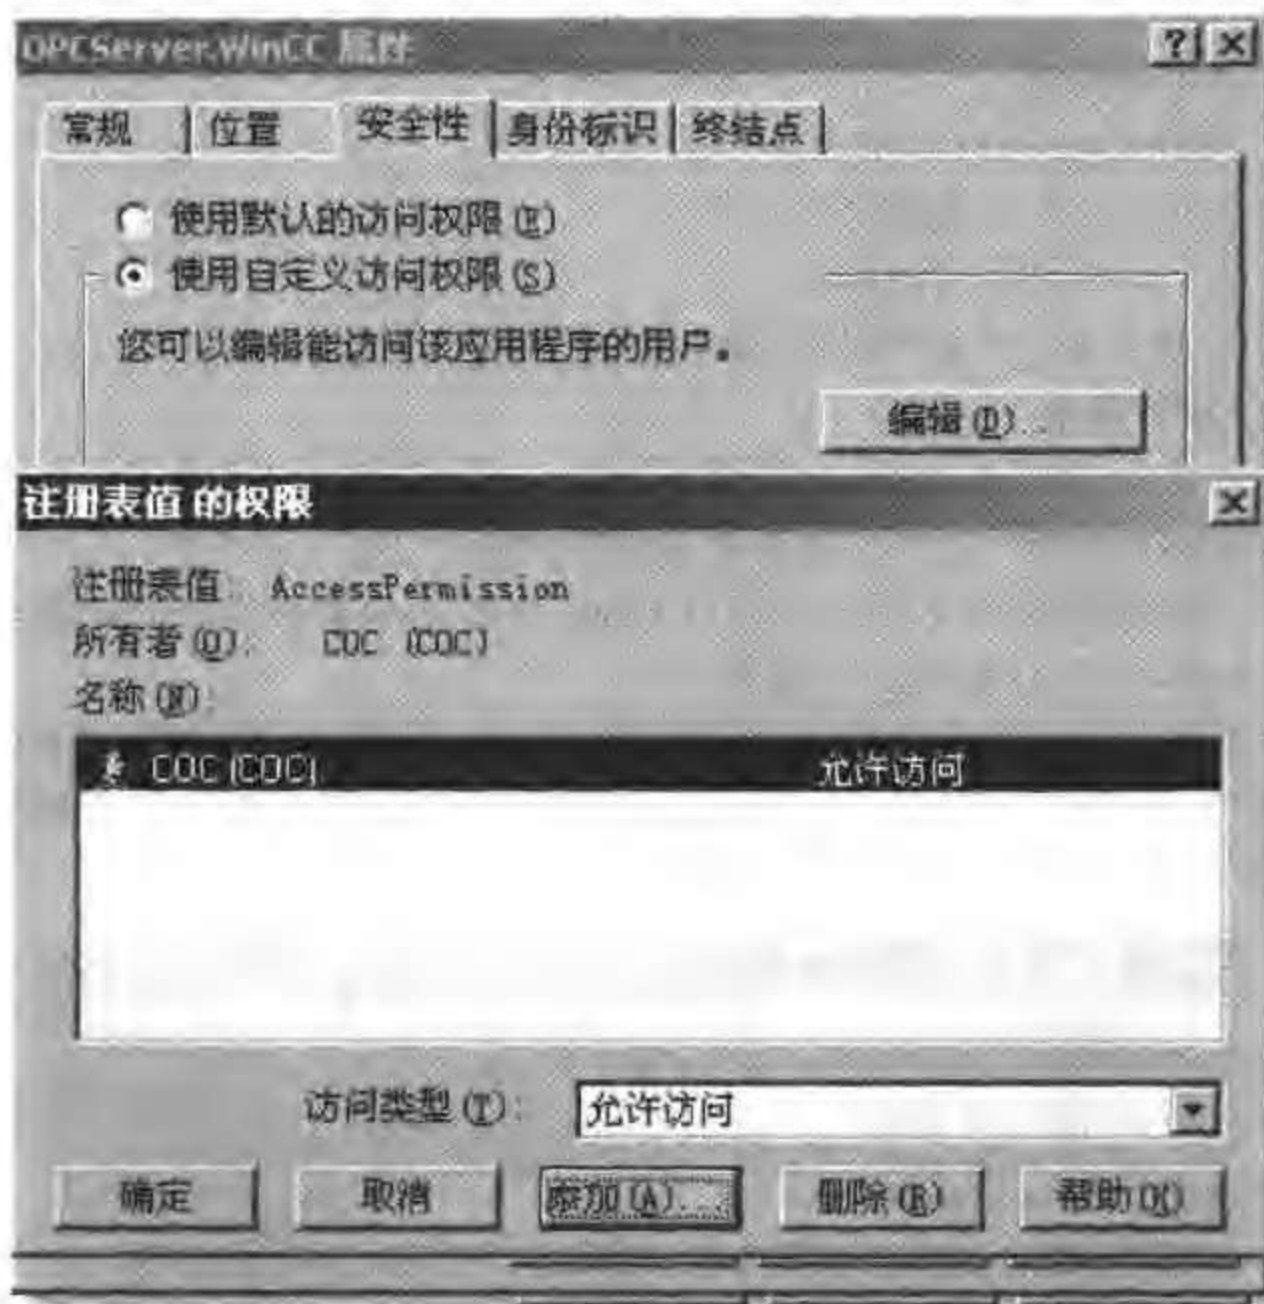 OPCServer.WinCC 属性
常规 位置 安全性 身份标识 终结点
使用默认的访问权限(E)
使用自定义访问权限(S)
您可以编辑能访问该应用程序的用户。
编辑(D)...
注册表值 的权限
注册表值: AccessPermission
所有者(O): COC (COC)
名称(N):
COC (COC) 允许访问
访问类型(T): 允许访问
确定 取消 添加(A)... 删除(R) 帮助(H)